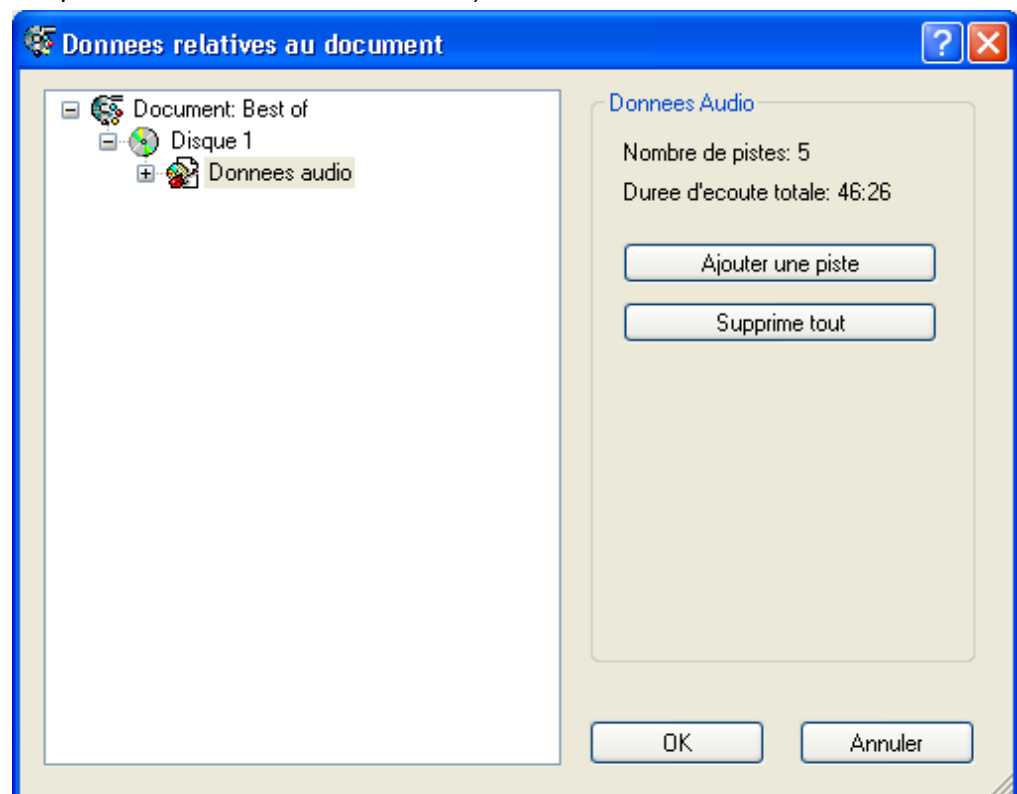 Donnees relatives au document
Document: Best of
Disque 1
Donnees audio
Donnees Audio
Nombre de pistes: 5
Duree d'ecoute totale: 46:26
Ajouter une piste
Supprime tout
OK
Annuler